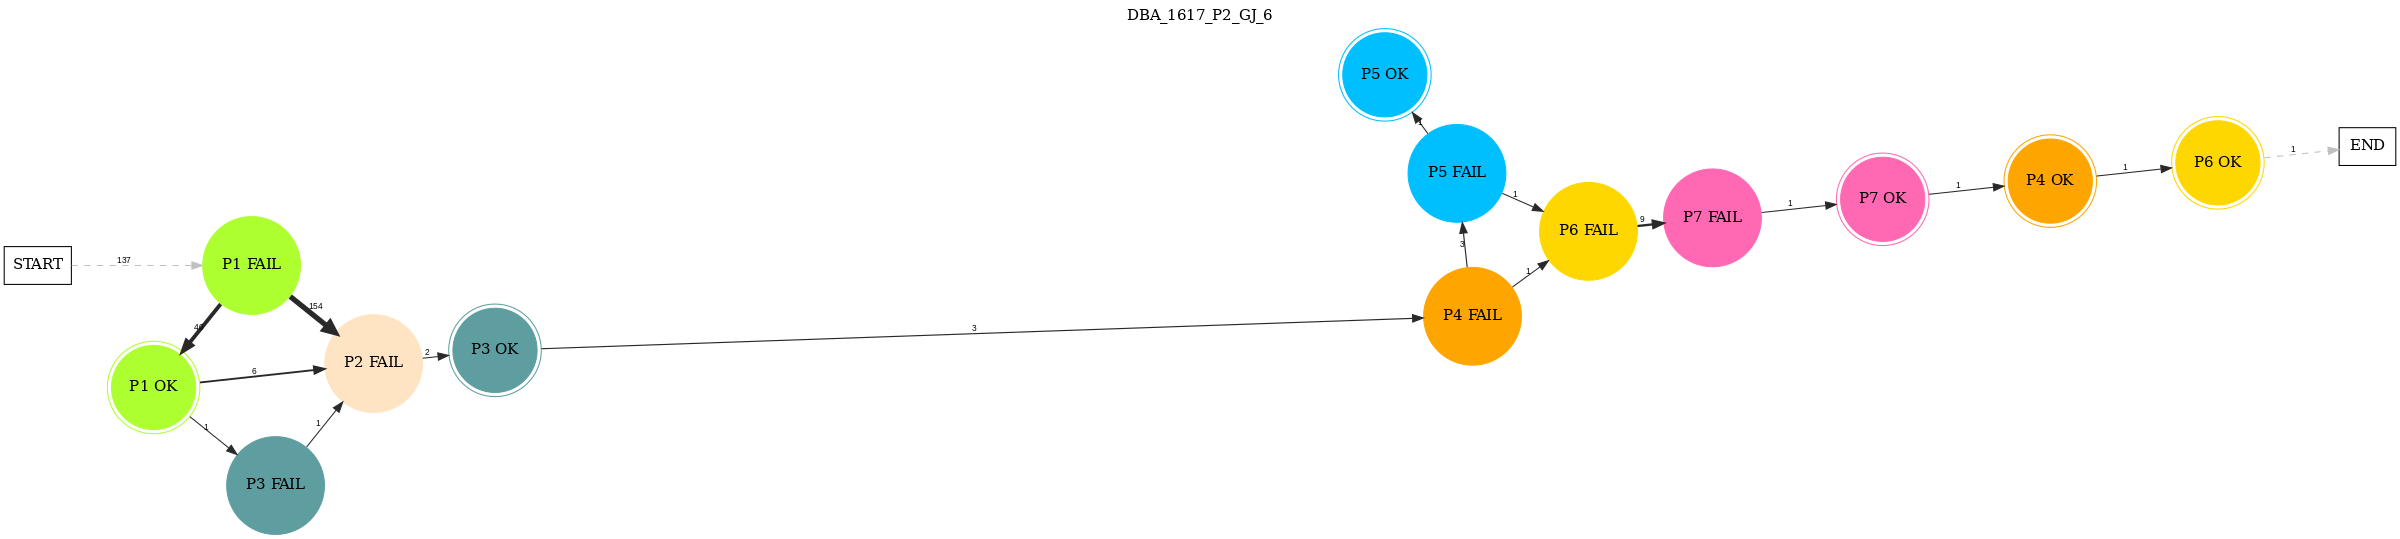 DBA_1617_P2_GJ_6
P5 OK
1
P5 FAIL
1
END
1
P6 OK
1
P4 OK
1
P7 OK
1
P7 FAIL
9
P6 FAIL
3
1
P4 FAIL
START
137
P1 FAIL
154
P2 FAIL
2
P3 OK
3
P1 OK
6
1
1
P3 FAIL